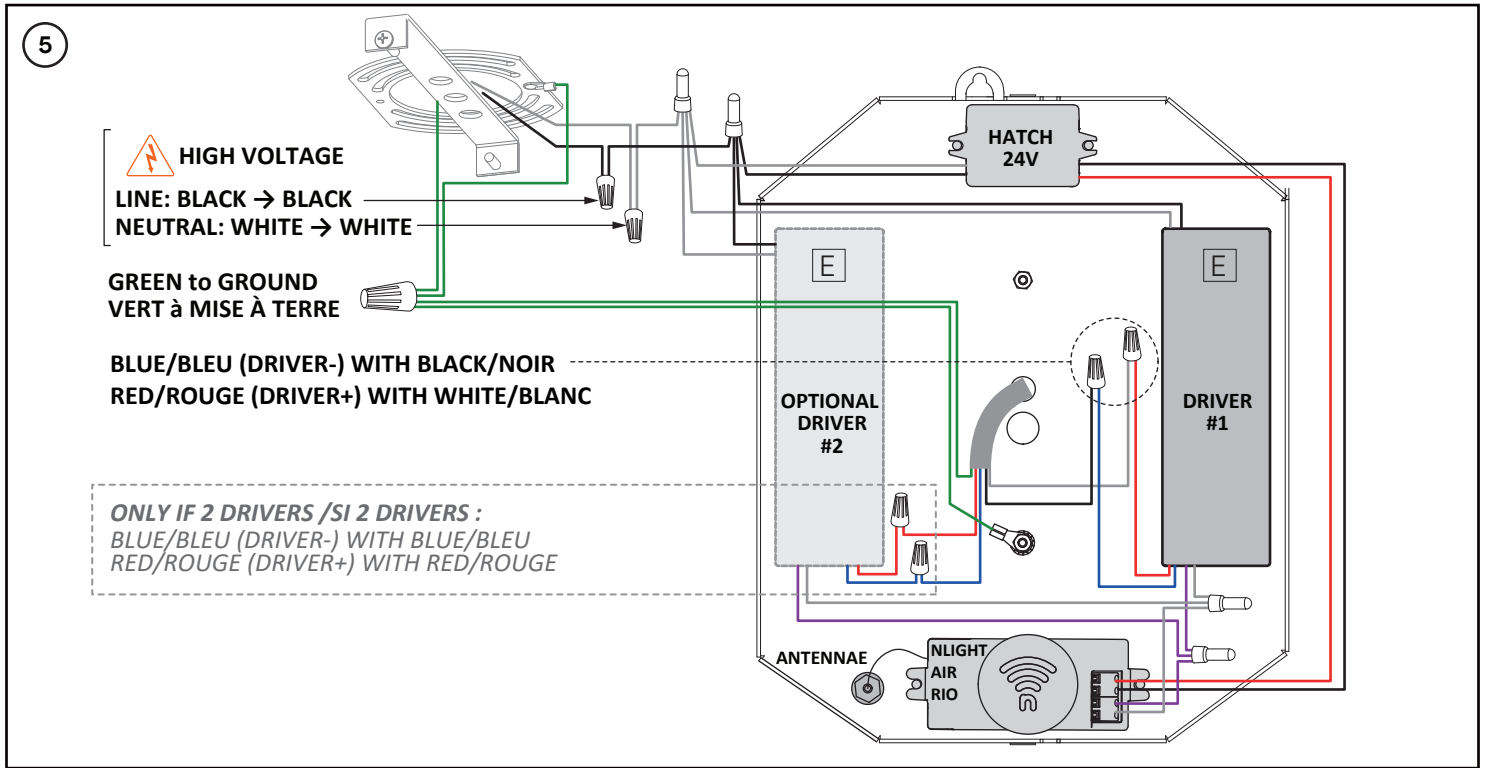 5
HIGH VOLTAGE
LINE: BLACK → BLACK
NEUTRAL: WHITE → WHITE
GREEN to GROUND
VERT à MISE À TERRE
BLUE/BLEU (DRIVER-) WITH BLACK/NOIR
RED/ROUGE (DRIVER+) WITH WHITE/BLANC
ONLY IF 2 DRIVERS /SI 2 DRIVERS :
BLUE/BLEU (DRIVER-) WITH BLUE/BLEU
RED/ROUGE (DRIVER+) WITH RED/ROUGE
HATCH
24V
E
OPTIONAL
DRIVER
#2
E
DRIVER
#1
ANTENNAE
NLIGHT
AIR
RIO
n